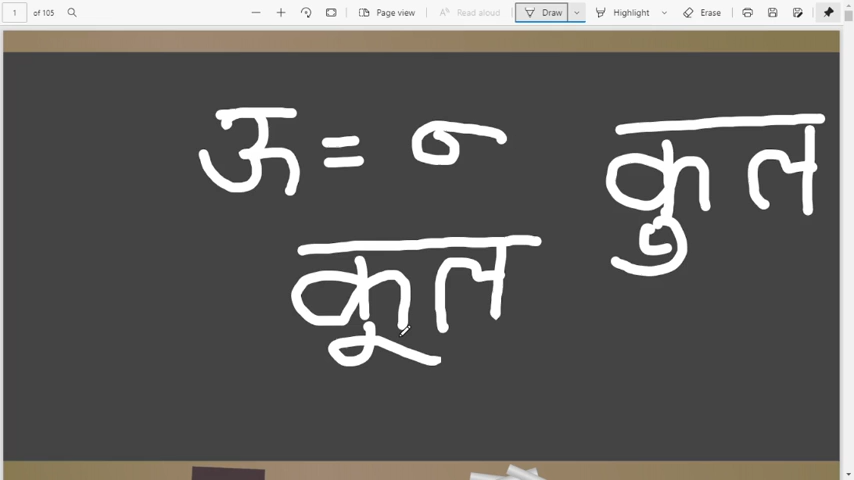 1 of 105 Page view Read aloud Draw Highlight Erase
ऊ = ू कुल
कूल